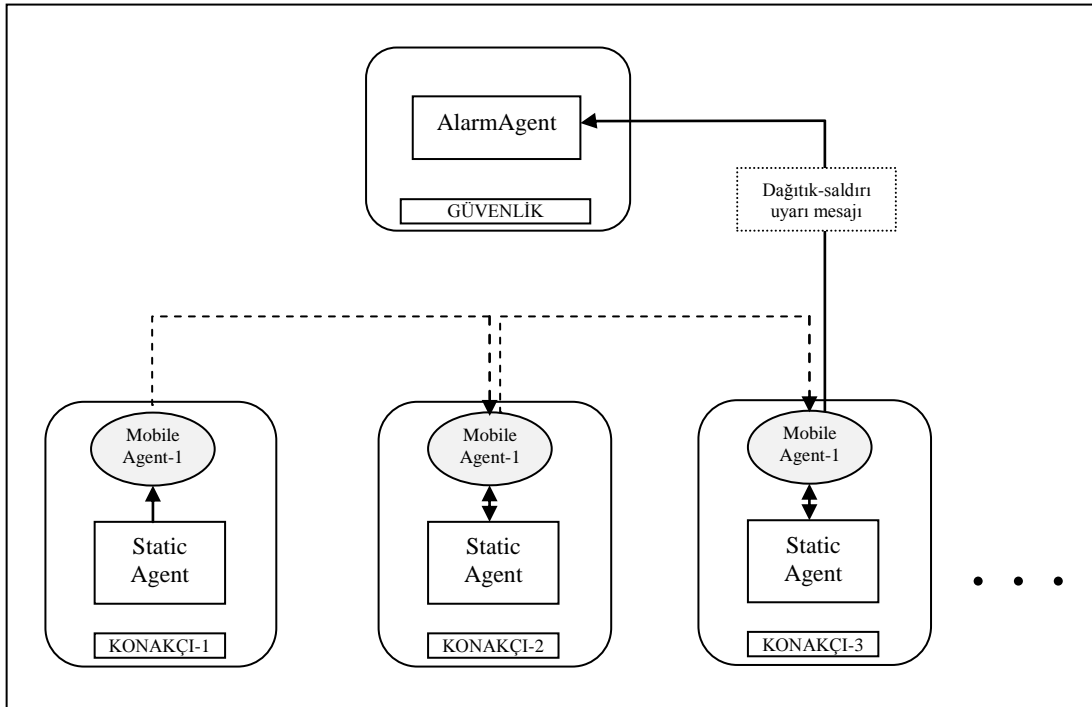 AlarmAgent
GÜVENLİK
Dağıtık-saldırı
uyarı mesajı
Mobile
Agent-1
Static
Agent
KONAKÇI-1
Mobile
Agent-1
Static
Agent
KONAKÇI-2
Mobile
Agent-1
Static
Agent
KONAKÇI-3
. . .